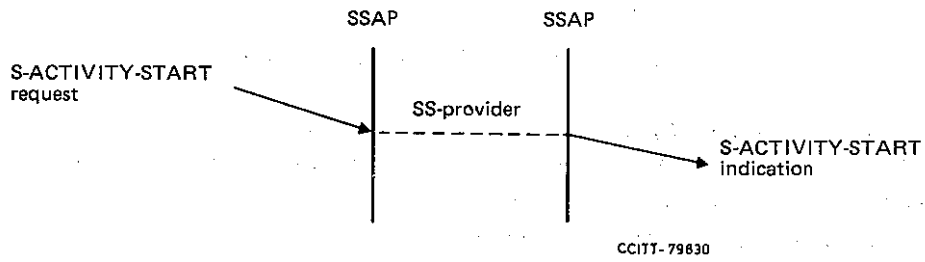 SSAP
SSAP
S-ACTIVITY-START
request
SS-provider
S-ACTIVITY-START
indication
CCITT-79830